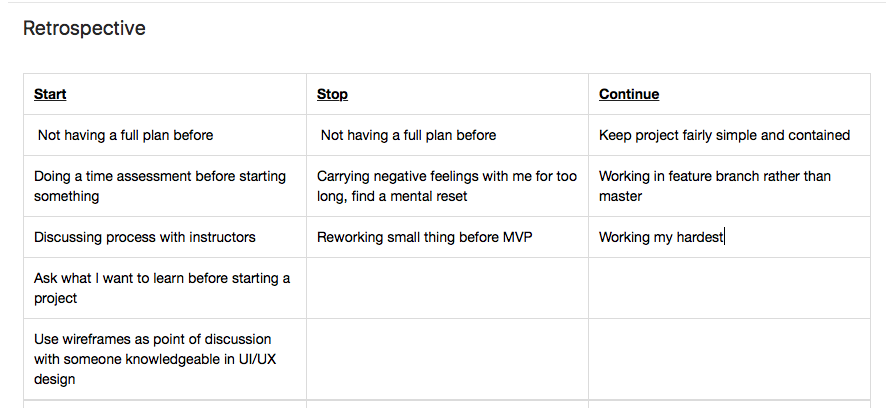 Retrospective
Start Stop Continue
Not having a full plan before Not having a full plan before Keep project fairly simple and contained
Doing a time assessment before starting Carrying negative feelings with me for too Working in feature branch rather than
something long, find a mental reset master
Discussing process with instructors Reworking small thing before MVP Working my hardest
Ask what I want to learn before starting a
project
Use wireframes as point of discussion
with someone knowledgeable in UI/UX
design